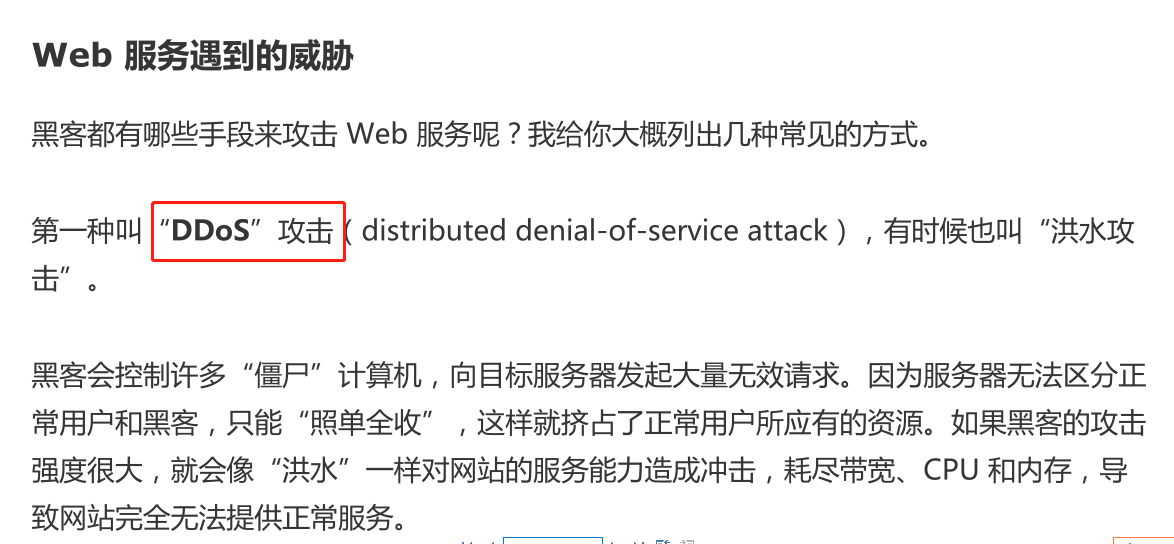 Web 服务遇到的威胁
黑客都有哪些手段来攻击 Web 服务呢？我给你大概列出几种常见的方式。
第一种叫“DDoS”攻击（distributed denial-of-service attack），有时候也叫“洪水攻
击”。
黑客会控制许多“僵尸”计算机，向目标服务器发起大量无效请求。因为服务器无法区分正
常用户和黑客，只能“照单全收”，这样就挤占了正常用户所应有的资源。如果黑客的攻击
强度很大，就会像“洪水”一样对网站的服务能力造成冲击，耗尽带宽、CPU 和内存，导
致网站完全无法提供正常服务。